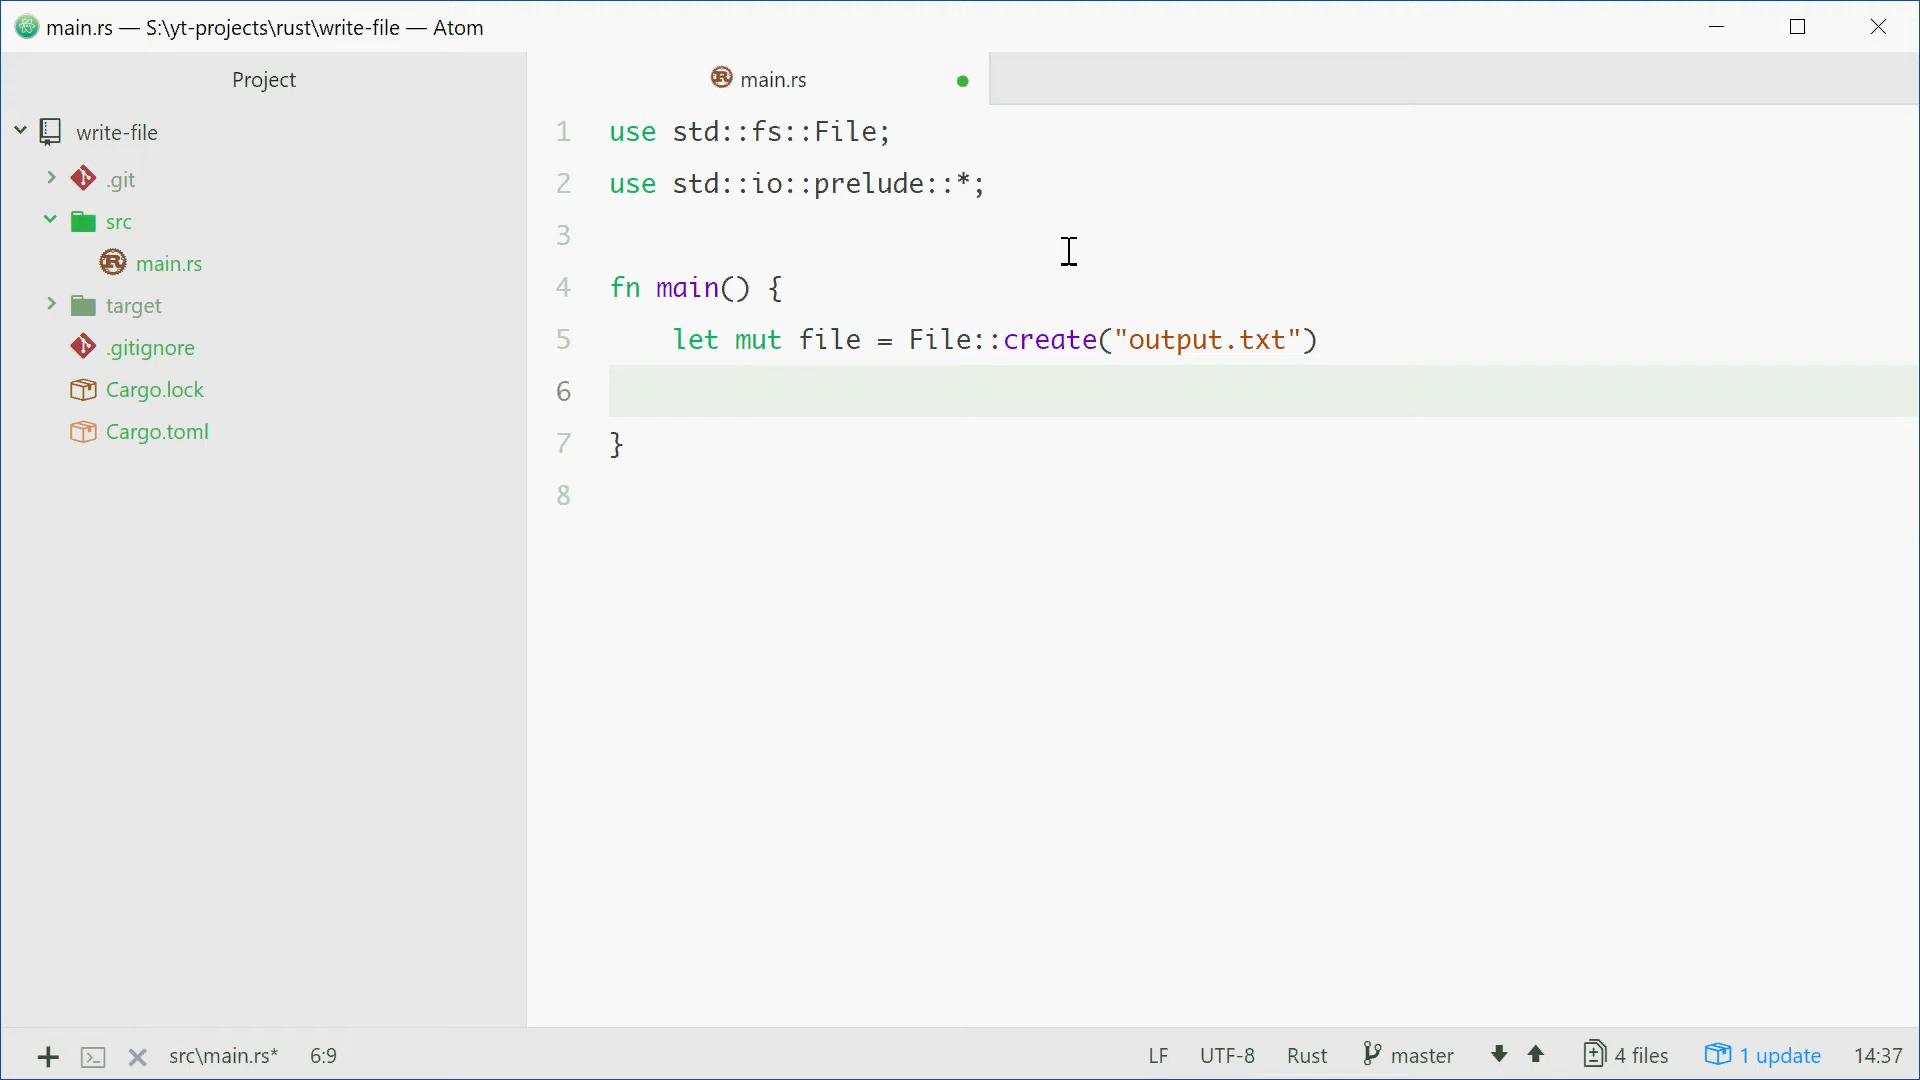 main.rs — S:\yt-projects\rust\write-file — Atom
Project
write-file
.git
src
main.rs
target
.gitignore
Cargo.lock
Cargo.toml
main.rs
1 use std::fs::File;
2 use std::io::prelude::*;
3
4 fn main() {
5     let mut file = File::create("output.txt")
6
7 }
8
src\main.rs* 6:9 LF UTF-8 Rust master 4 files 1 update 14:37